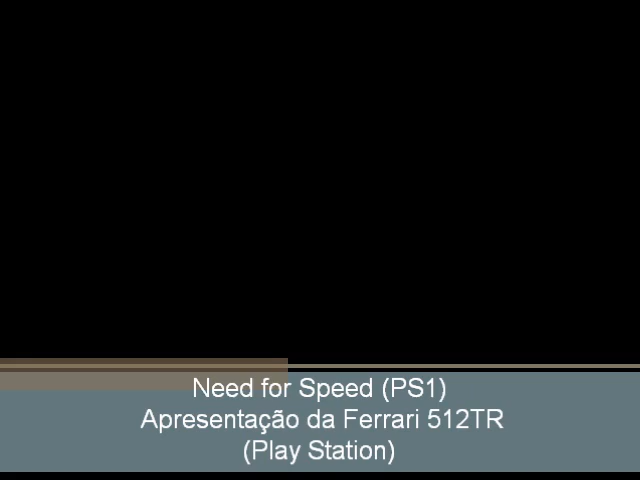 Need for Speed (PS1)
Apresentação da Ferrari 512TR
(Play Station)